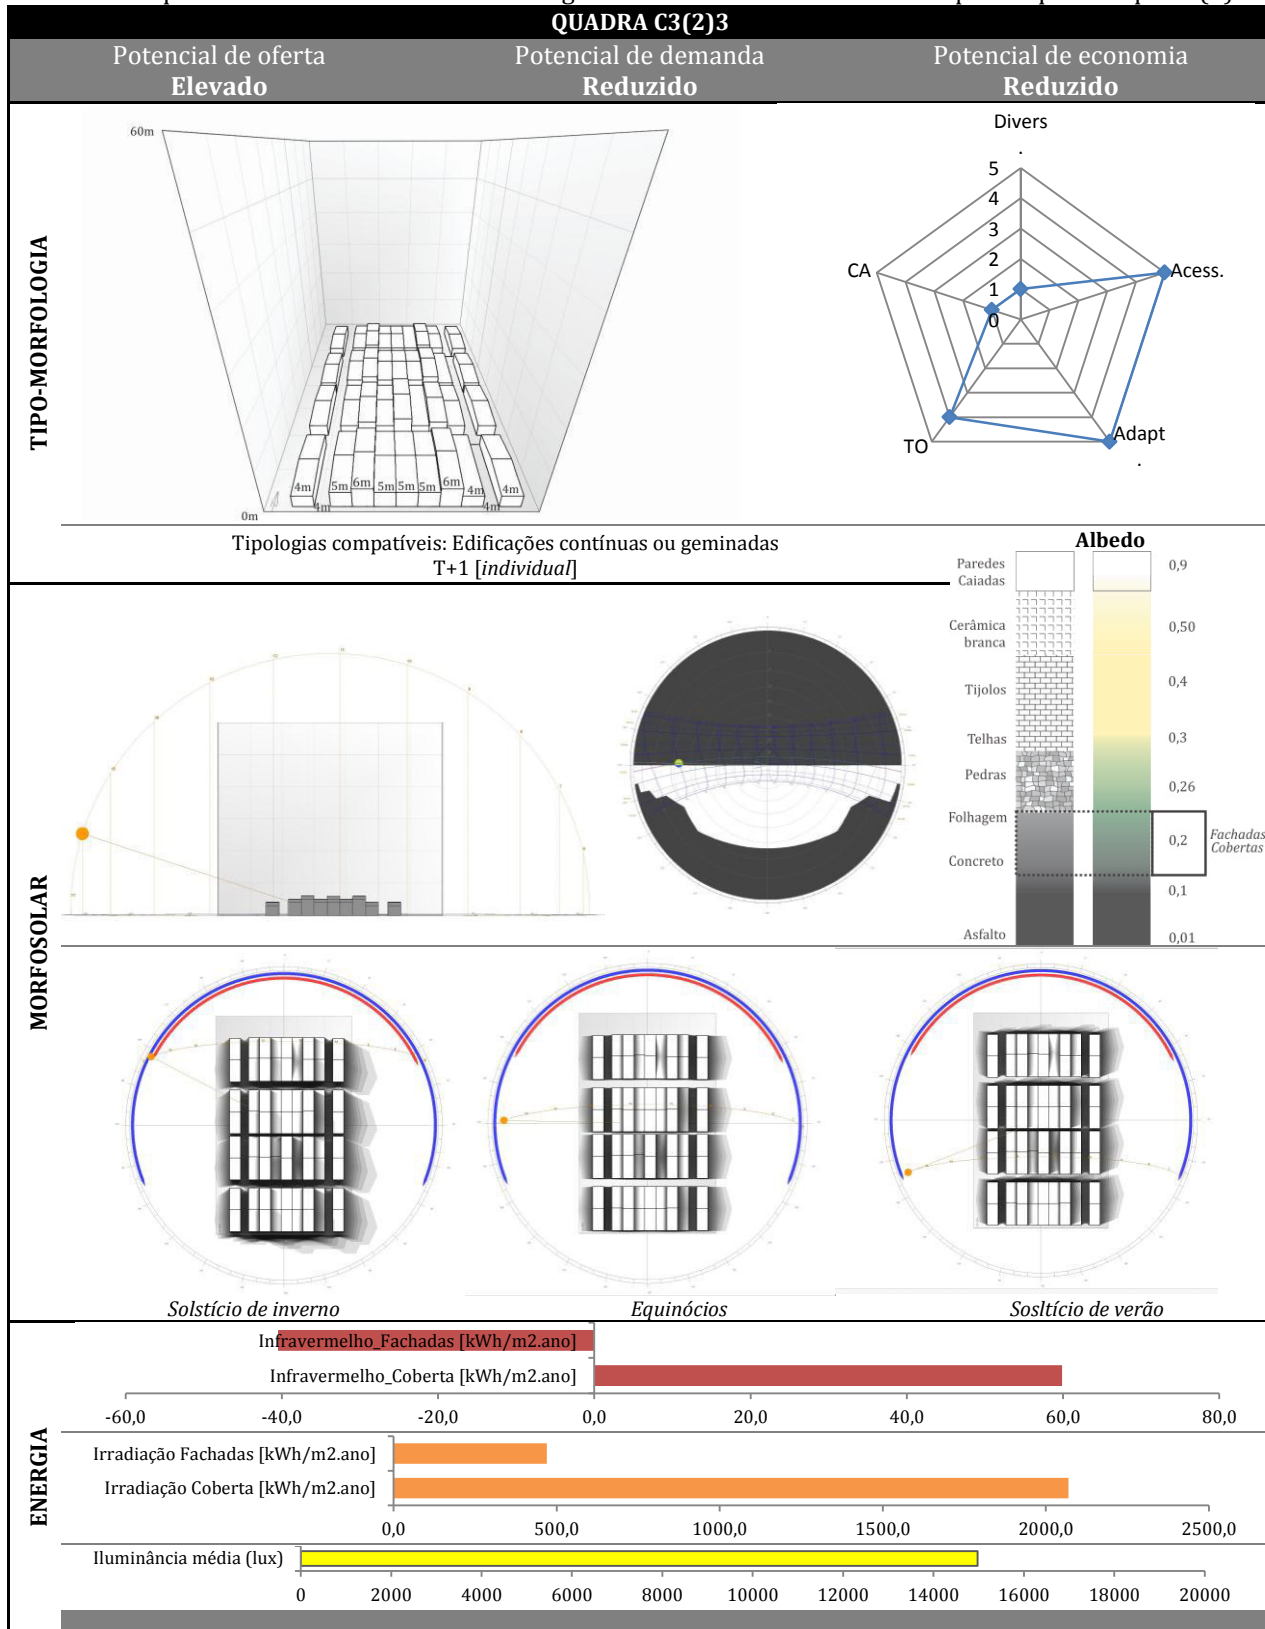 QUADRA C3(2)3
Potencial de oferta
Elevado
Potencial de demanda
Reduzido
Potencial de economia
Reduzido
TIPO-MORFOLOGIA
60m
0m
4m
4m
5m
6m
5m
5m
5m
6m
4m
4m
4m
Divers
.
5
4
3
2
1
0
CA
Acess.
TO
Adapt
.
Tipologias compatíveis: Edificações contínuas ou geminadas
T+1 [individual]
MORFOSOLAR
Albedo
Paredes
Caiadas
0,9
Cerâmica
branca
0,50
Tijolos
0,4
Telhas
0,3
Pedras
0,26
Folhagem
Concreto
0,2
Fachadas
Cobertas
0,1
Asfalto
0,01
Solstício de inverno
Equinócios
Sosltício de verão
ENERGIA
Infravermelho_Fachadas [kWh/m2.ano]
Infravermelho_Coberta [kWh/m2.ano]
-60,0 -40,0 -20,0 0,0 20,0 40,0 60,0 80,0
Irradiação Fachadas [kWh/m2.ano]
Irradiação Coberta [kWh/m2.ano]
0,0 500,0 1000,0 1500,0 2000,0 2500,0
Iluminância média (lux)
0 2000 4000 6000 8000 10000 12000 14000 16000 18000 20000